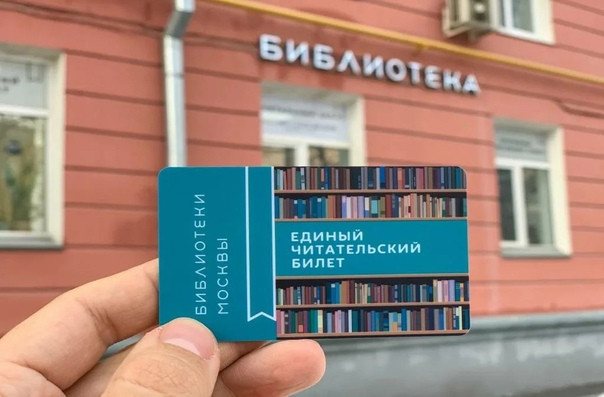 БИБЛИОТЕКА
БИБЛИОТЕКИ
МОСКВЫ
ЕДИНЫЙ
ЧИТАТЕЛЬСКИЙ
БИЛЕТ